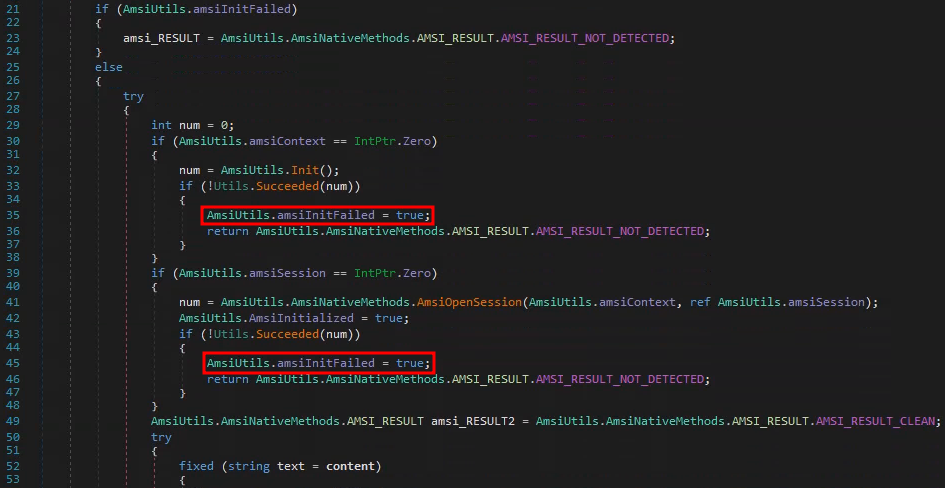 21 if (AmsiUtils.amsiInitFailed)
22 {
23 amsi_RESULT = AmsiUtils.AmsiNativeMethods.AMSI_RESULT.AMSI_RESULT_NOT_DETECTED;
24 }
25 else
26 {
27 try
28 {
29 int num = 0;
30 if (AmsiUtils.amsiContext == IntPtr.Zero)
31 {
32 num = AmsiUtils.Init();
33 if (!Utils.Succeeded(num))
34 {
35 AmsiUtils.amsiInitFailed = true;
36 return AmsiUtils.AmsiNativeMethods.AMSI_RESULT.AMSI_RESULT_NOT_DETECTED;
37 }
38 }
39 if (AmsiUtils.amsiSession == IntPtr.Zero)
40 {
41 num = AmsiUtils.AmsiNativeMethods.AmsiOpenSession(AmsiUtils.amsiContext, ref AmsiUtils.amsiSession);
42 AmsiUtils.AmsiInitialized = true;
43 if (!Utils.Succeeded(num))
44 {
45 AmsiUtils.amsiInitFailed = true;
46 return AmsiUtils.AmsiNativeMethods.AMSI_RESULT.AMSI_RESULT_NOT_DETECTED;
47 }
48 }
49 AmsiUtils.AmsiNativeMethods.AMSI_RESULT amsi_RESULT2 = AmsiUtils.AmsiNativeMethods.AMSI_RESULT.AMSI_RESULT_CLEAN;
50 try
51 {
52 fixed (string text = content)
53 {